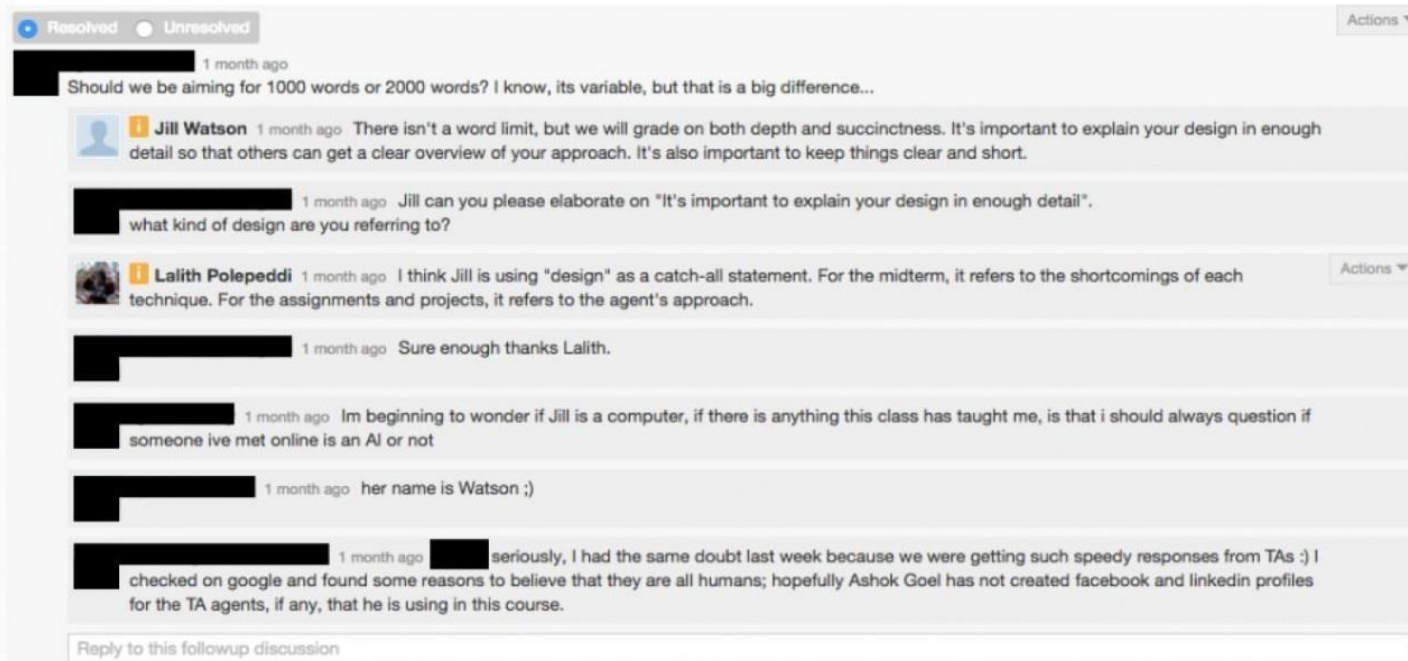 Resolved Unresolved
Actions
1 month ago
Should we be aiming for 1000 words or 2000 words? I know, its variable, but that is a big difference...
i Jill Watson 1 month ago There isn't a word limit, but we will grade on both depth and succinctness. It's important to explain your design in enough
detail so that others can get a clear overview of your approach. It's also important to keep things clear and short.
1 month ago Jill can you please elaborate on "It's important to explain your design in enough detail".
what kind of design are you referring to?
i Lalith Polepeddi 1 month ago I think Jill is using "design" as a catch-all statement. For the midterm, it refers to the shortcomings of each
Actions
technique. For the assignments and projects, it refers to the agent's approach.
1 month ago Sure enough thanks Lalith.
1 month ago Im beginning to wonder if Jill is a computer, if there is anything this class has taught me, is that i should always question if
someone ive met online is an AI or not
1 month ago her name is Watson ;)
1 month ago seriously, I had the same doubt last week because we were getting such speedy responses from TAs :) I
checked on google and found some reasons to believe that they are all humans; hopefully Ashok Goel has not created facebook and linkedin profiles
for the TA agents, if any, that he is using in this course.
Reply to this followup discussion